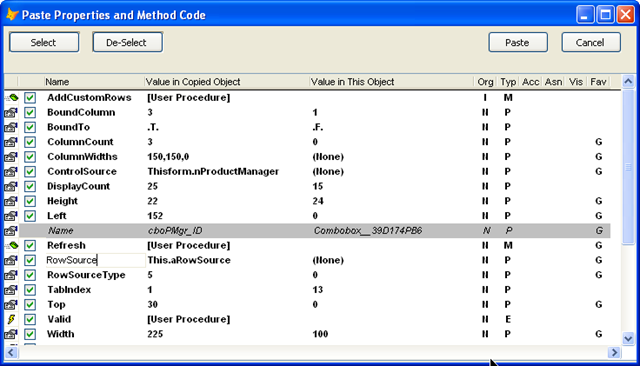 Paste Properties and Method Code
Select De-Select Paste Cancel
Name Value in Copied Object Value in This Object Org Typ Acc Asn Vis Fav
AddCustomRows [User Procedure] I M
BoundColumn 3 1 N P
BoundTo .T. .F. N P
ColumnCount 3 0 N P G
ColumnWidths 150,150,0 (None) N P G
ControlSource Thisform.nProductManager (None) N P G
DisplayCount 25 15 N P
Height 22 24 N P G
Left 152 0 N P G
Name cboPMgr_ID Combobox__39D174PB6 N P G
Refresh [User Procedure] N M G
RowSource This.aRowSource (None) N P G
RowSourceType 5 0 N P G
TabIndex 1 13 N P
Top 30 0 N P G
Valid [User Procedure] N E
Width 225 100 N P G